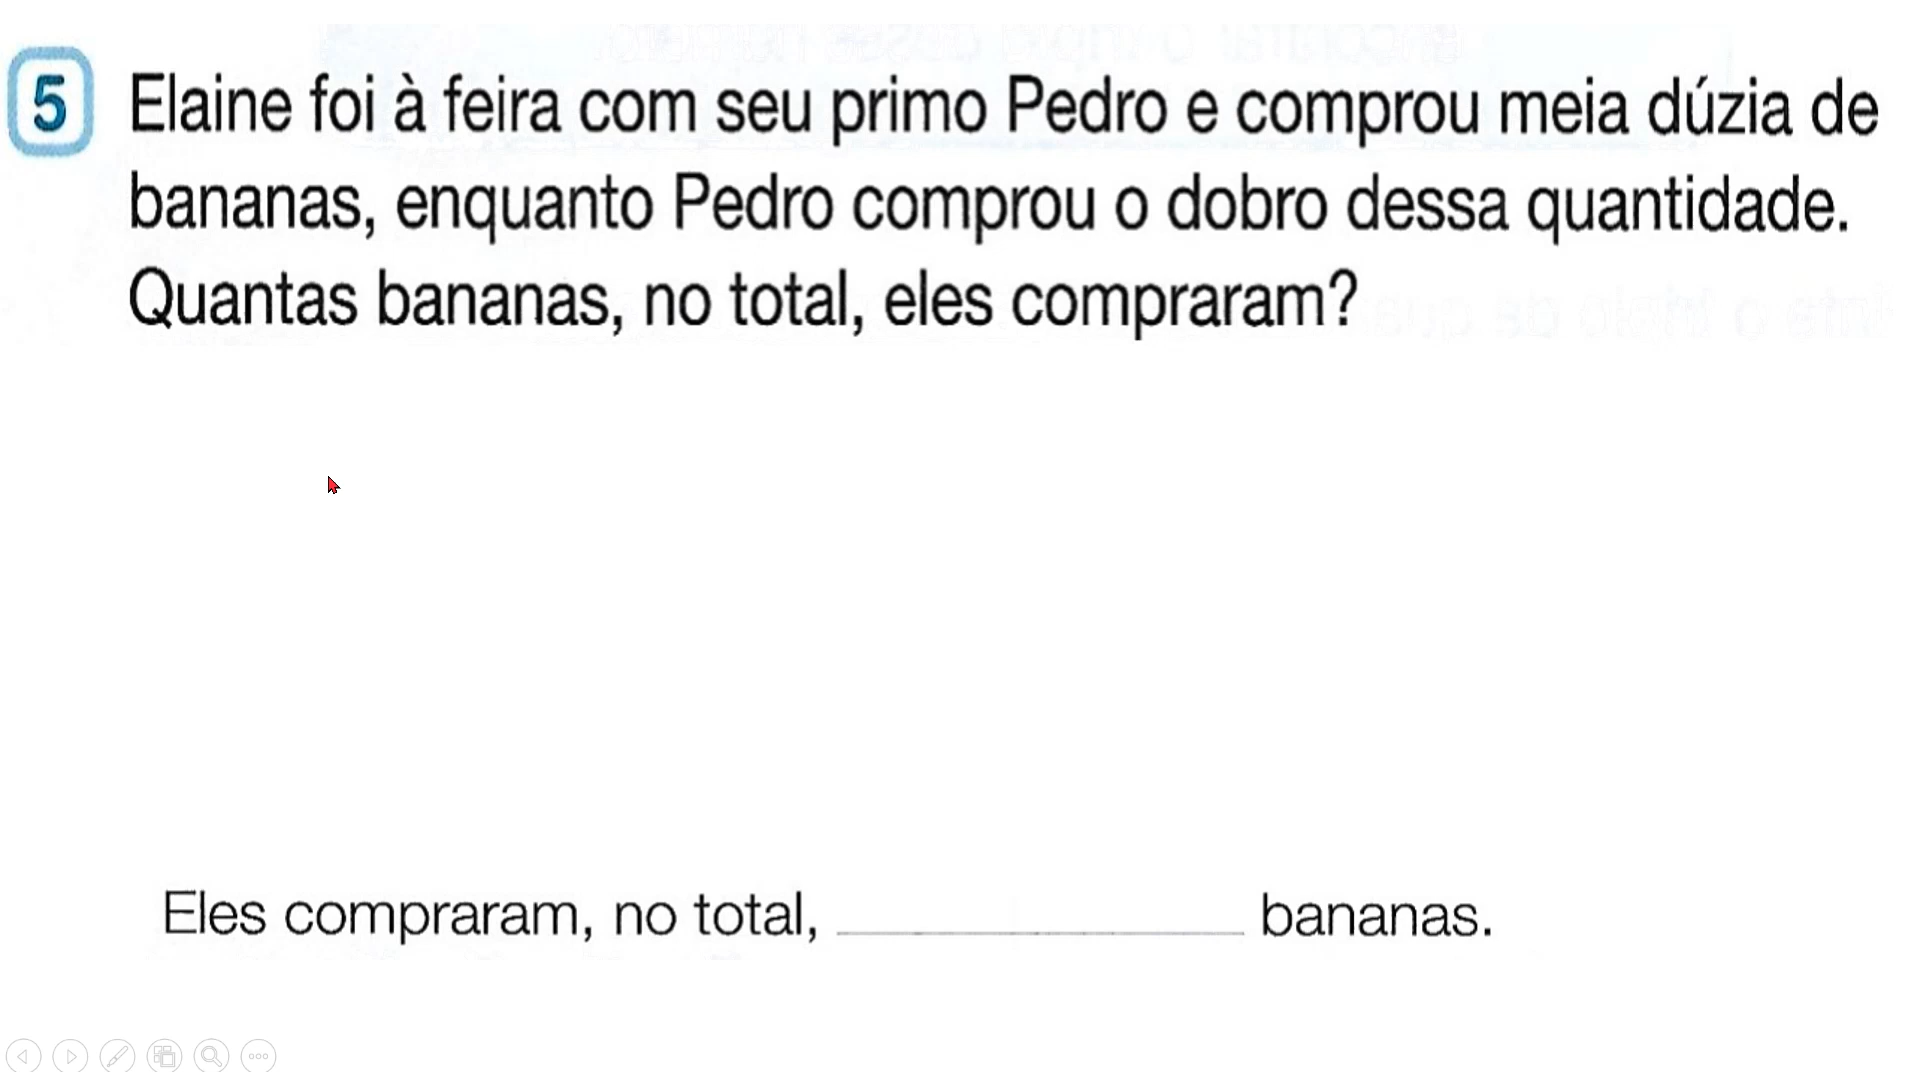 5 Elaine foi à feira com seu primo Pedro e comprou meia dúzia de
bananas, enquanto Pedro comprou o dobro dessa quantidade.
Quantas bananas, no total, eles compraram?
Eles compraram, no total, ____________ bananas.